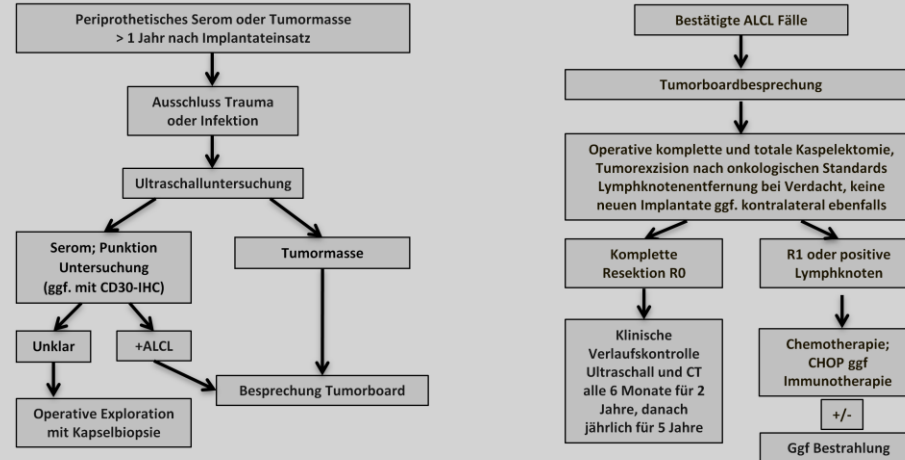 Periprothetisches Serom oder Tumormasse
> 1 Jahr nach Implantateinsatz
Ausschluss Trauma
oder Infektion
Ultraschalluntersuchung
Serom; Punktion
Untersuchung
(ggf. mit CD30-IHC)
Tumormasse
Unklar
+ALCL
Besprechung Tumorboard
Operative Exploration
mit Kapselbiopsie
Bestätigte ALCL Fälle
Tumorboardbesprechung
Operative komplette und totale Kaspelektomie,
Tumorexzision nach onkologischen Standards
Lymphknotenentfernung bei Verdacht, keine
neuen Implantate ggf. kontralateral ebenfalls
Komplette
Resektion R0
R1 oder positive
Lymphknoten
Klinische
Verlaufskontrolle
Ultraschall und CT
alle 6 Monate für 2
Jahre, danach
jährlich für 5 Jahre
Chemotherapie;
CHOP ggf
Immunotherapie
+/-
Ggf Bestrahlung